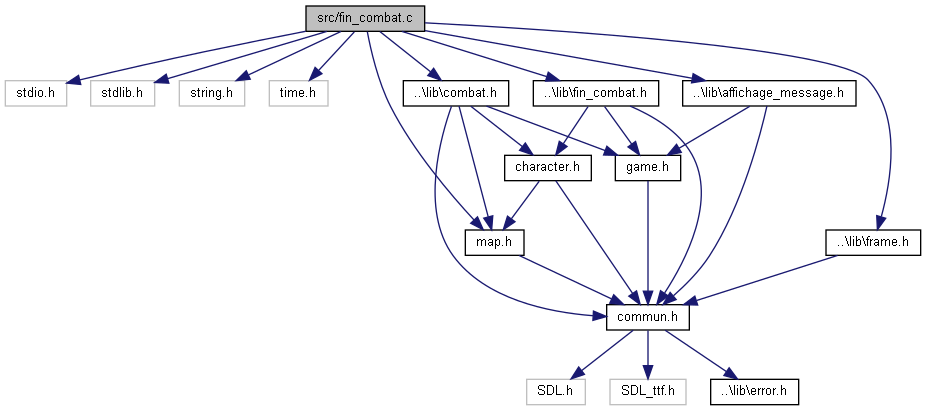 src/fin_combat.c
stdio.h
stdlib.h
string.h
time.h
..\lib\combat.h
..\lib\fin_combat.h
..\lib\affichage_message.h
character.h
game.h
map.h
..\lib\frame.h
commun.h
SDL.h
SDL_ttf.h
..\lib\error.h